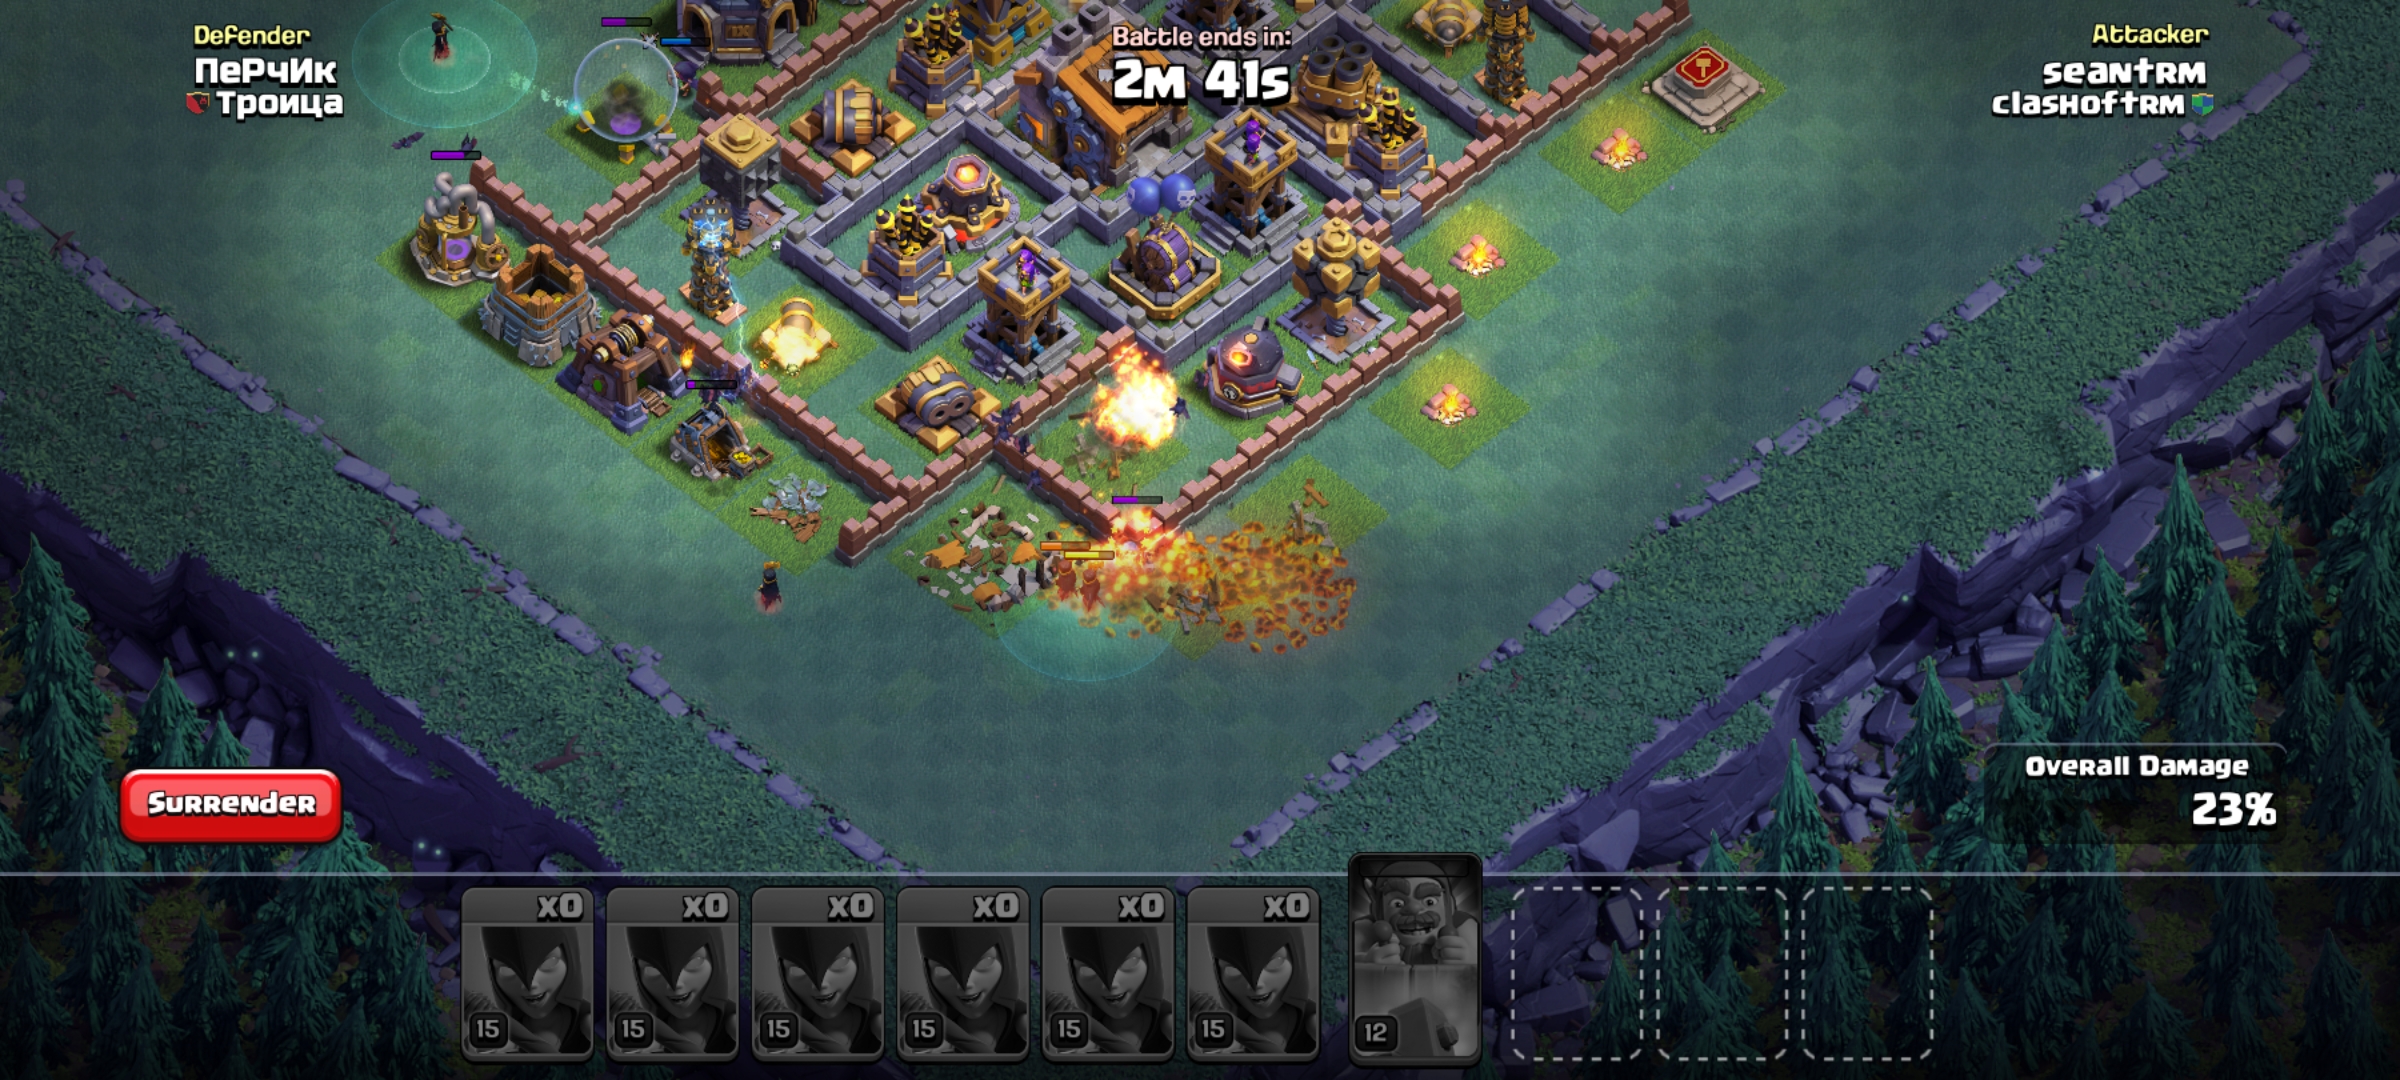 Defender
ПеРчИк
Троица
Battle ends in:
2M 41s
Attacker
seantRM
clashoftRM
Surrender
Overall Damage
23%
x0 x0 x0 x0 x0 x0
15 15 15 15 15 15 12